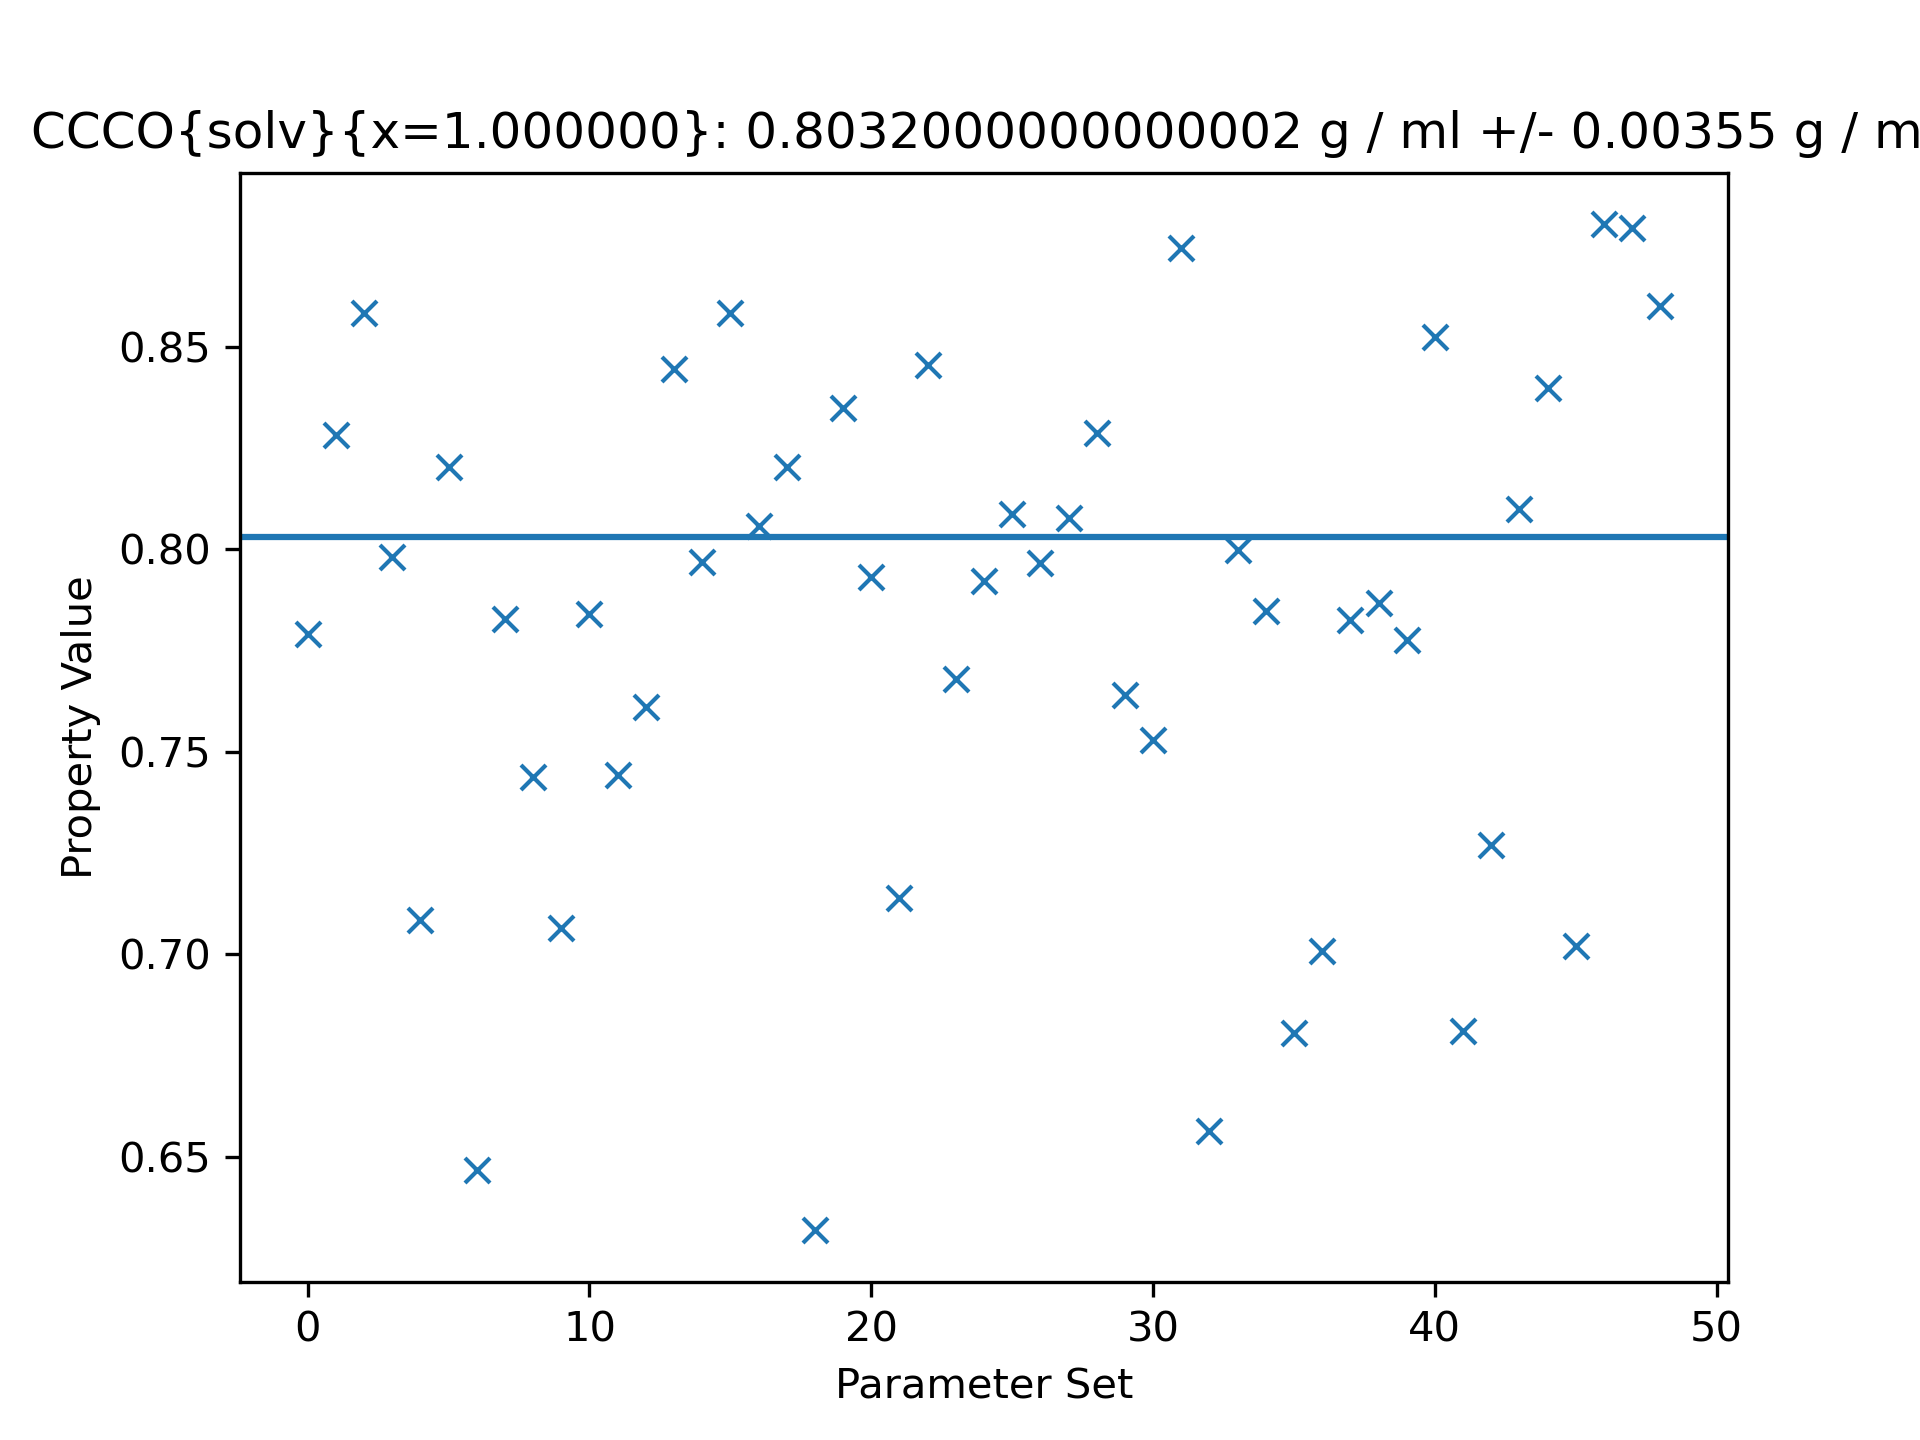 CCCO{solv}{x=1.000000}: 0.8032000000000002 g / ml +/- 0.00355 g / m
Property Value
0.85
0.80
0.75
0.70
0.65
0 10 20 30 40 50
Parameter Set